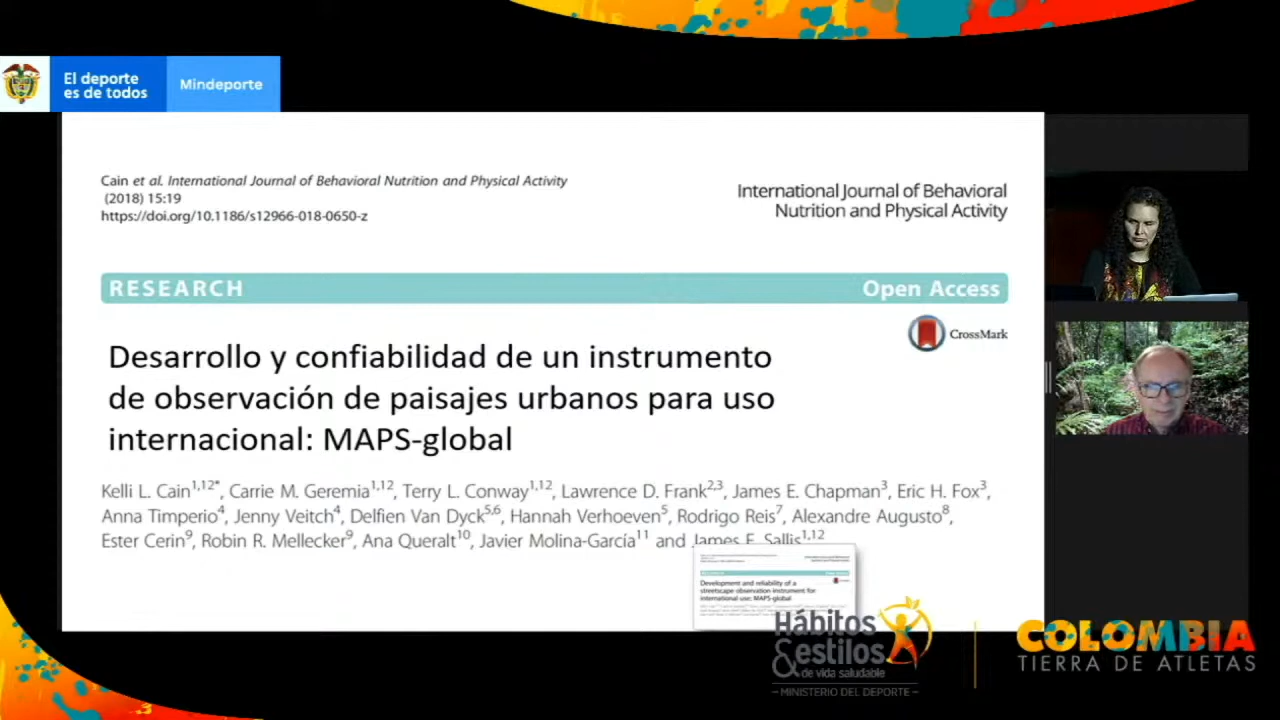 El deporte
es de todos
Mindeporte
Cain et al. International Journal of Behavioral Nutrition and Physical Activity
(2018) 15:19
https://doi.org/10.1186/s12966-018-0650-z
International Journal of Behavioral
Nutrition and Physical Activity
RESEARCH
Open Access
CrossMark
Desarrollo y confiabilidad de un instrumento
de observación de paisajes urbanos para uso
internacional: MAPS-global
Kelli L. Cain1,12*, Carrie M. Geremia1,12, Terry L. Conway1,12, Lawrence D. Frank2,3, James E. Chapman3, Eric H. Fox3,
Anna Timperio4, Jenny Veitch4, Delfien Van Dyck5,6, Hannah Verhoeven5, Rodrigo Reis7, Alexandre Augusto8,
Ester Cerin9, Robin R. Mellecker9, Ana Queralt10, Javier Molina-García11 and James F. Sallis1,12
Development and reliability of a
streetscape observation instrument for
international use: MAPS-global
Hábitos
&estilos
de vida saludable
MINISTERIO DEL DEPORTE
COLOMBIA
TIERRA DE ATLETAS